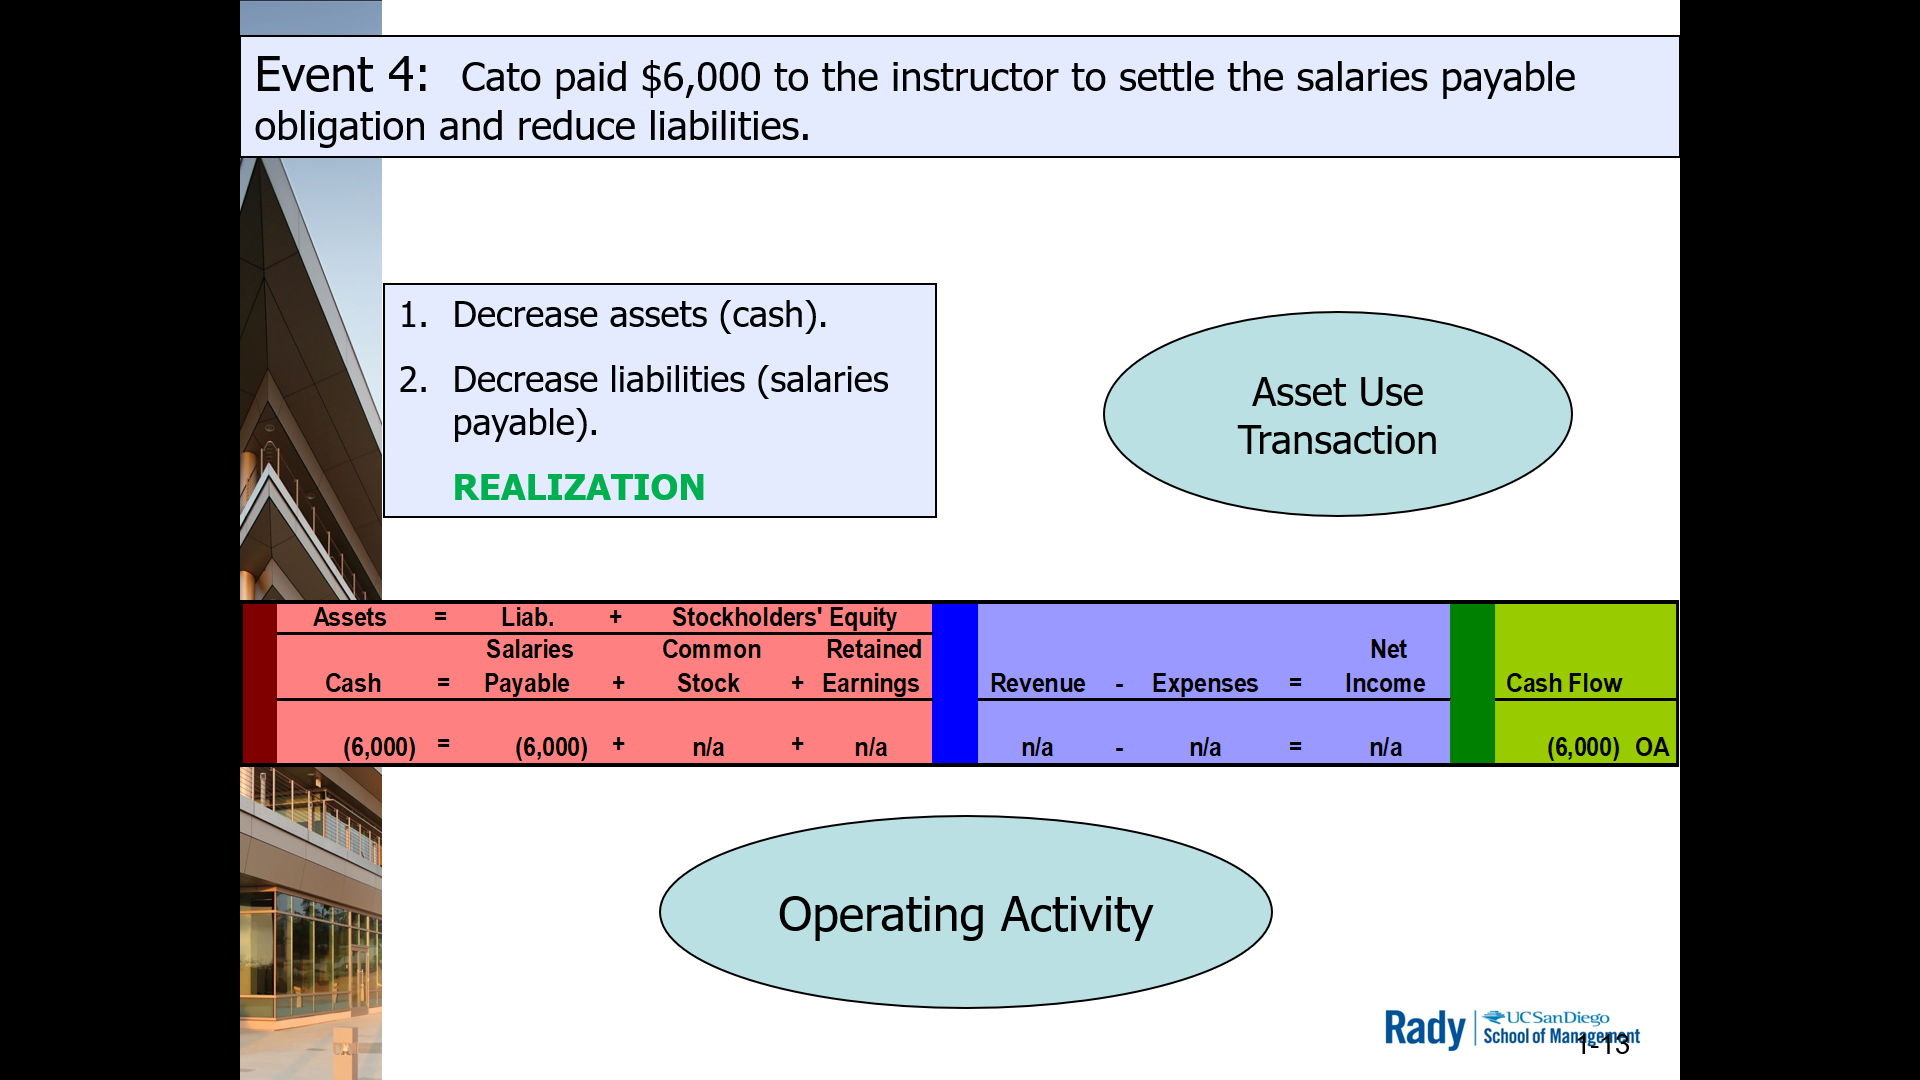 Event 4: Cato paid $6,000 to the instructor to settle the salaries payable
obligation and reduce liabilities.
1. Decrease assets (cash).
2. Decrease liabilities (salaries
payable).
REALIZATION
Asset Use
Transaction
Assets = Liab. + Stockholders' Equity
Salaries Common Retained Net
Cash = Payable + Stock + Earnings Revenue - Expenses = Income Cash Flow
(6,000) = (6,000) + n/a + n/a n/a - n/a = n/a (6,000) OA
Operating Activity
Rady UC San Diego
School of Management
1-13